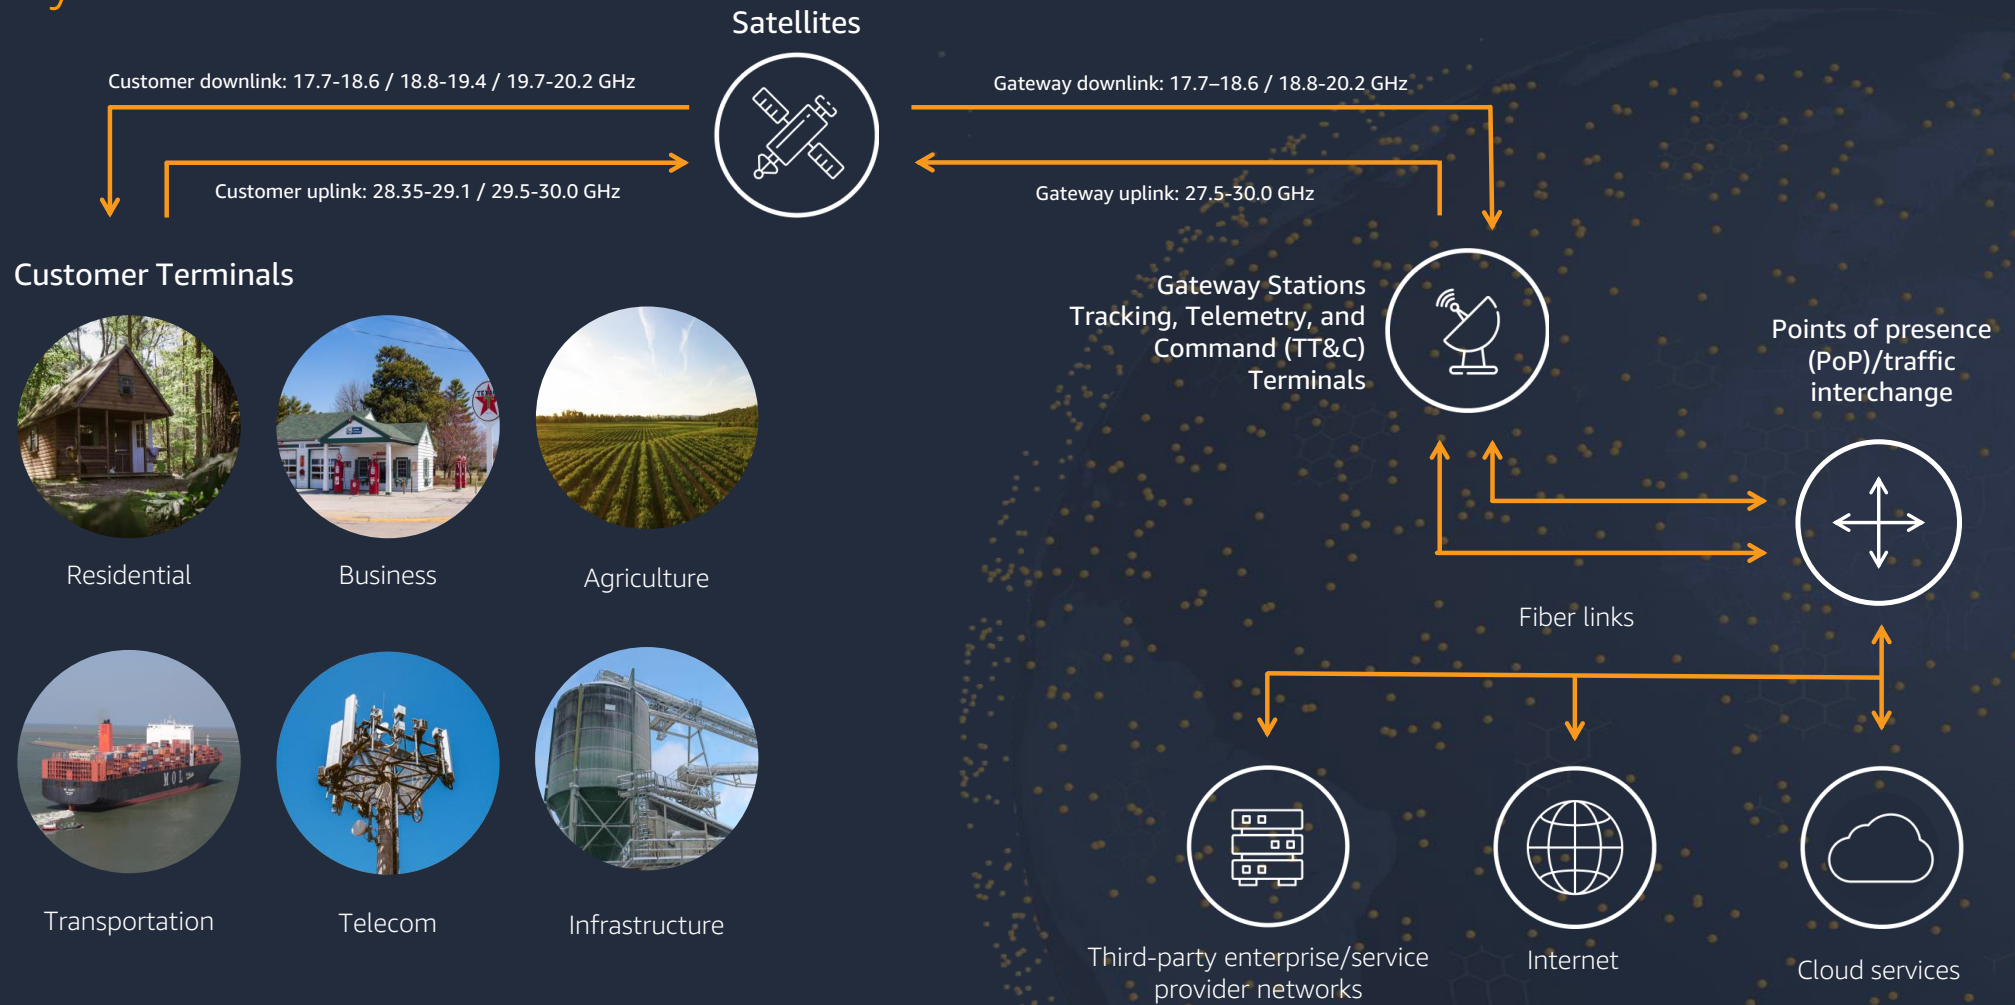 Satellites
Customer downlink: 17.7-18.6 / 18.8-19.4 / 19.7-20.2 GHz
Gateway downlink: 17.7–18.6 / 18.8-20.2 GHz
Customer uplink: 28.35-29.1 / 29.5-30.0 GHz
Gateway uplink: 27.5-30.0 GHz
Customer Terminals
Gateway Stations
Tracking, Telemetry, and
Command (TT&C)
Terminals
Points of presence
(PoP)/traffic
interchange
Residential
Business
Agriculture
Fiber links
MOL
Transportation
Telecom
Infrastructure
Third-party enterprise/service
provider networks
Internet
Cloud services